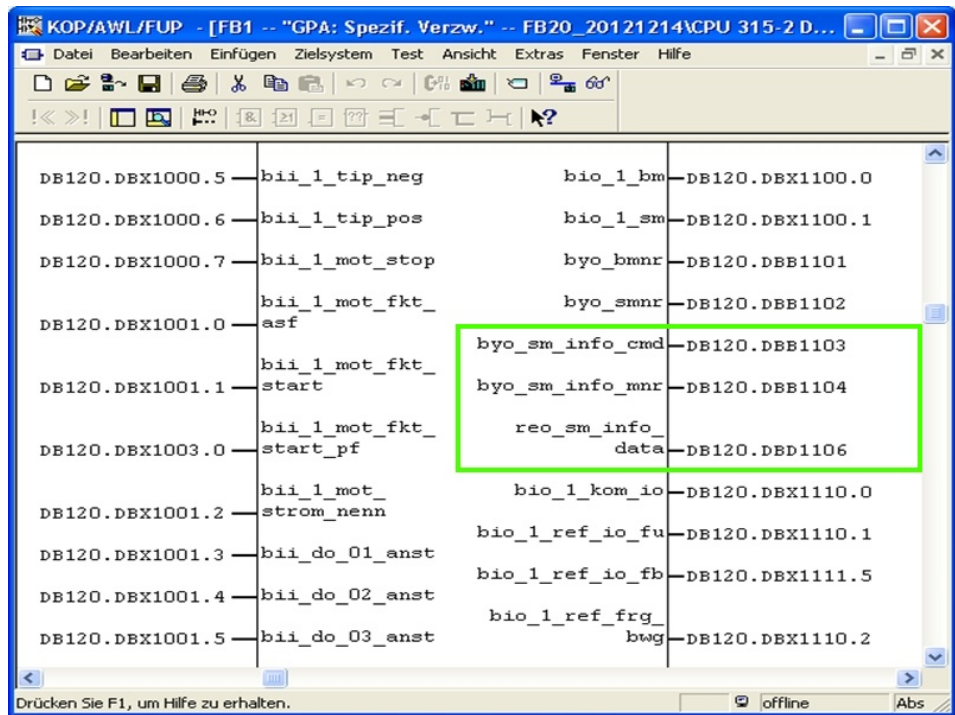 KOP/AWL/FUP - [FB1 -- "GPA: Spezif. Verzw." -- FB20_20121214\CPU 315-2 D...
Datei Bearbeiten Einfügen Zielsystem Test Ansicht Extras Fenster Hilfe
DB120.DBX1000.5 bii_1_tip_neg bio_1_bm DB120.DBX1100.0
DB120.DBX1000.6 bii_1_tip_pos bio_1_sm DB120.DBX1100.1
DB120.DBX1000.7 bii_1_mot_stop byo_bmnr DB120.DBB1101
bii_1_mot_fkt_ byo_smnr DB120.DBB1102
DB120.DBX1001.0 asf
byo_sm_info_cmd DB120.DBB1103
bii_1_mot_fkt_
DB120.DBX1001.1 start byo_sm_info_mnr DB120.DBB1104
bii_1_mot_fkt_ reo_sm_info_
DB120.DBX1003.0 start_pf data DB120.DBD1106
bii_1_mot_ bio_1_kom_io DB120.DBX1110.0
DB120.DBX1001.2 strom_nenn
bio_1_ref_io_fu DB120.DBX1110.1
DB120.DBX1001.3 bii_do_01_anst
bio_1_ref_io_fb DB120.DBX1111.5
DB120.DBX1001.4 bii_do_02_anst
bio_1_ref_frg_
DB120.DBX1001.5 bii_do_03_anst bwg DB120.DBX1110.2
Drücken Sie F1, um Hilfe zu erhalten. offline Abs